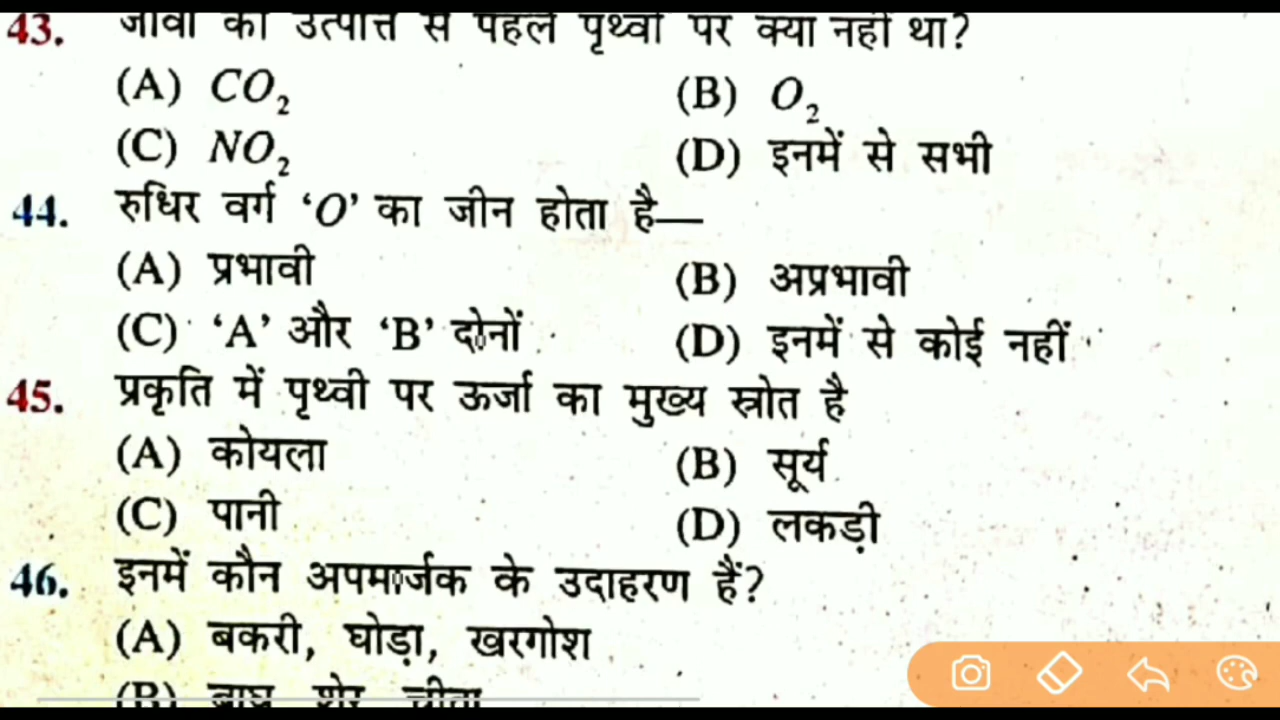 43. जीवों की उत्पत्ति से पहले पृथ्वी पर क्या नहीं था?
(A) CO₂ (B) O₂
(C) NO₂ (D) इनमें से सभी
44. रुधिर वर्ग ‘O’ का जीन होता है—
(A) प्रभावी (B) अप्रभावी
(C) ‘A’ और ‘B’ दोनों (D) इनमें से कोई नहीं
45. प्रकृति में पृथ्वी पर ऊर्जा का मुख्य स्रोत है
(A) कोयला (B) सूर्य
(C) पानी (D) लकड़ी
46. इनमें कौन अपमार्जक के उदाहरण हैं?
(A) बकरी, घोड़ा, खरगोश
(B) बाघ, शेर, चीता